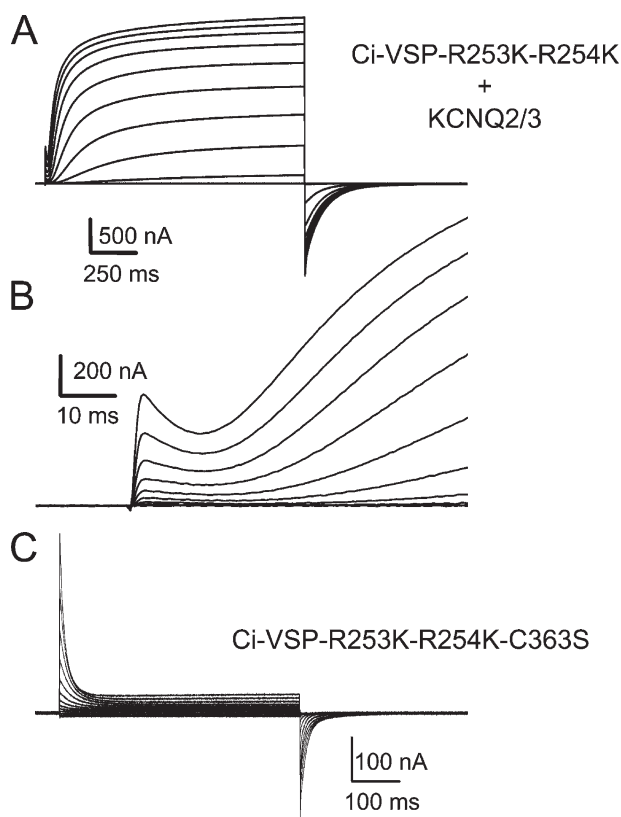 A
Ci-VSP-R253K-R254K
+
KCNQ2/3
500 nA
250 ms
B
200 nA
10 ms
C
Ci-VSP-R253K-R254K-C363S
100 nA
100 ms